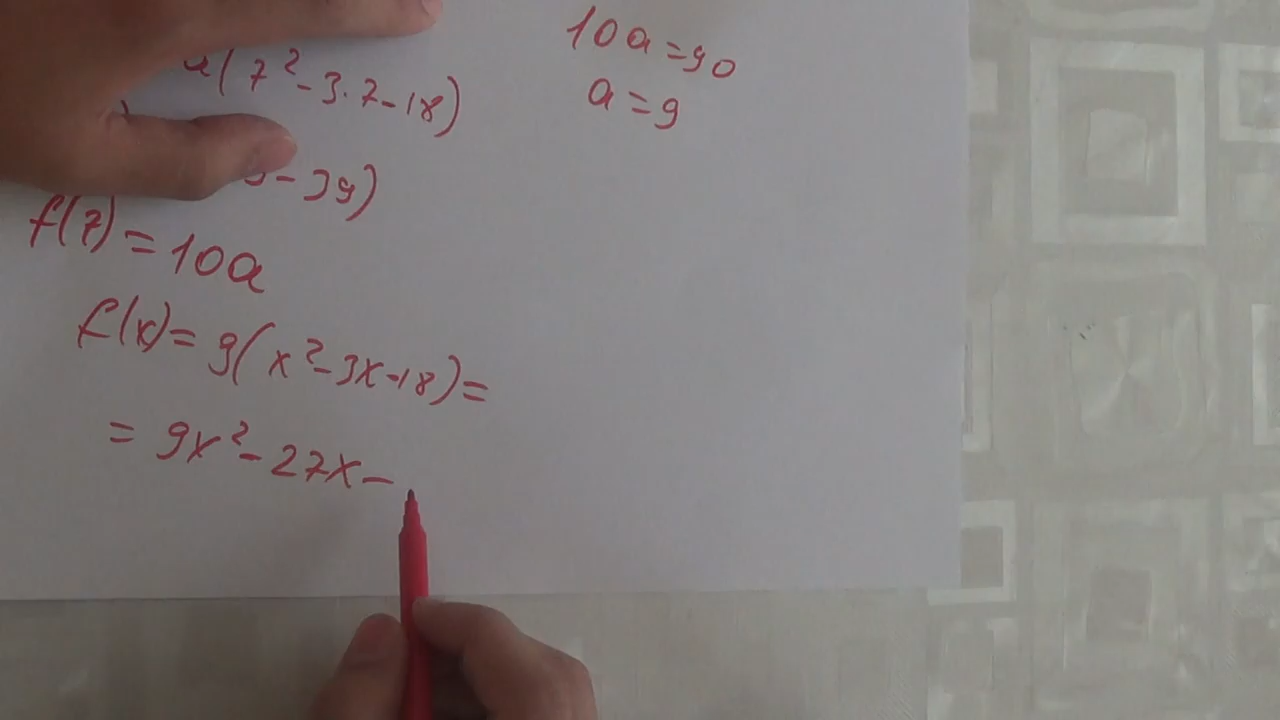 a(7²-3.7-18)
10a=90
a=9
-39)
f(7)=10a
f(x)=9(x²-3x-18)=
=9x²-27x-